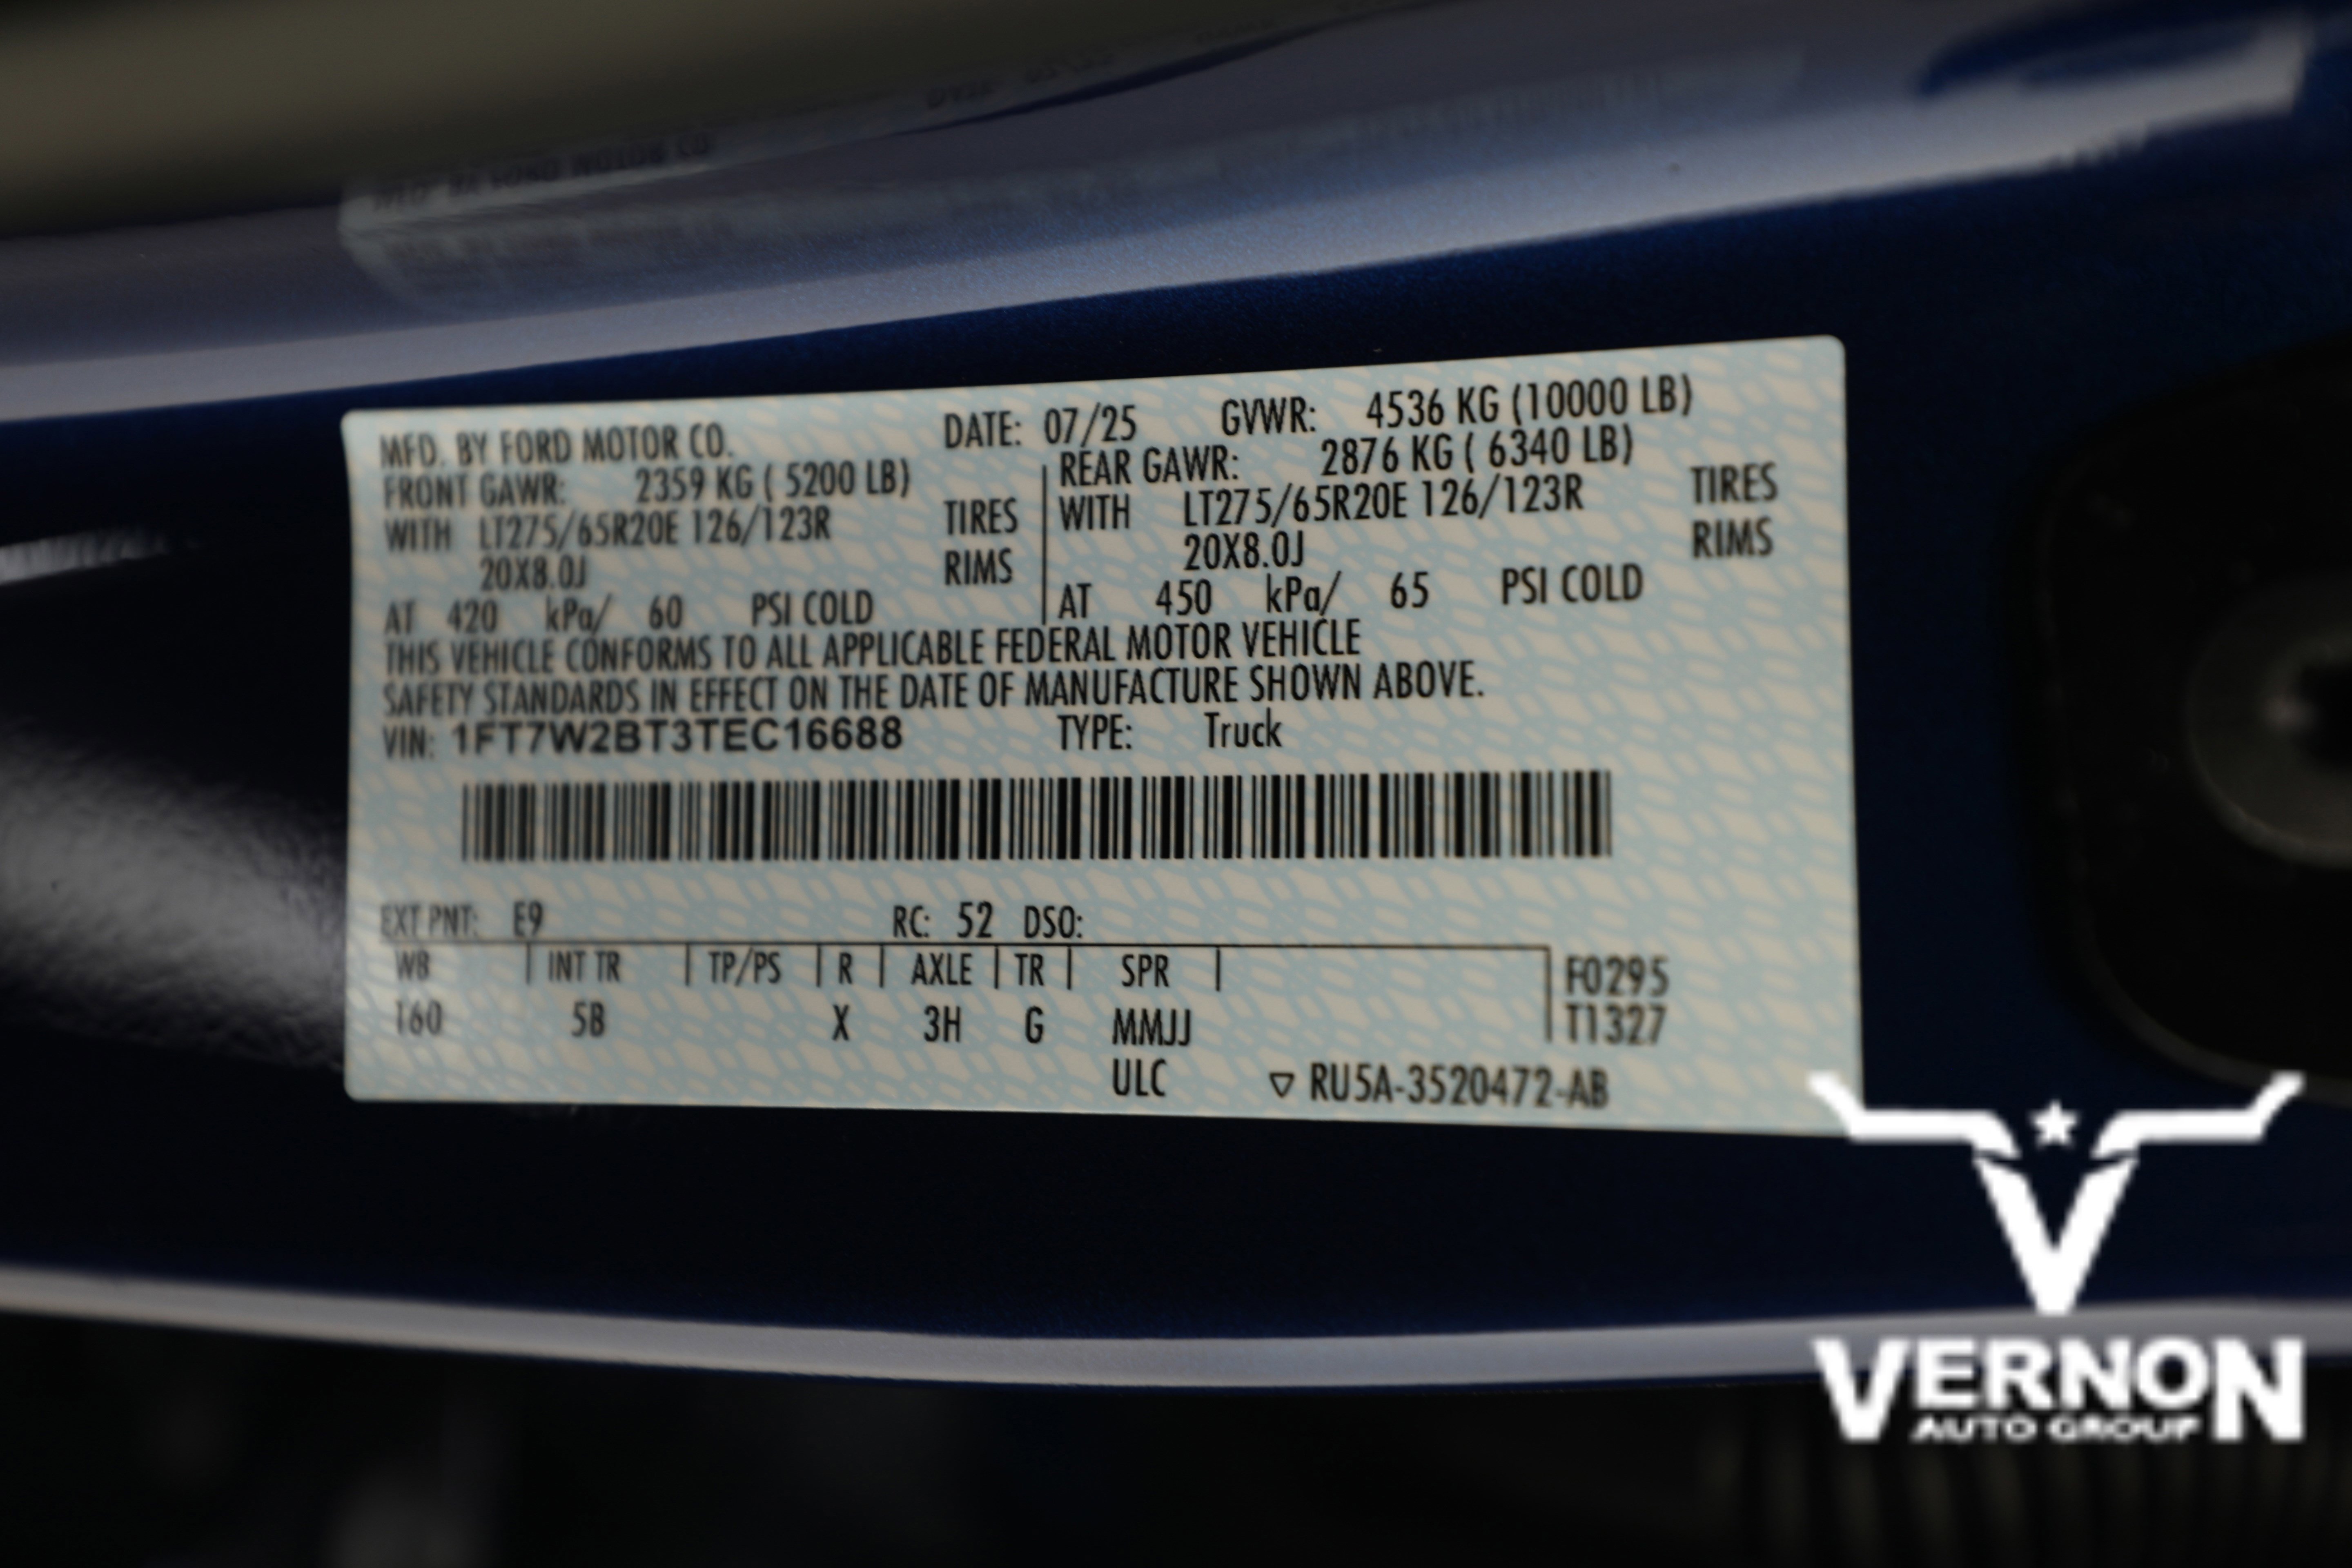 MFD. BY FORD MOTOR CO. DATE: 07/25 GVWR: 4536 KG (10000 LB)
FRONT GAWR: 2359 KG ( 5200 LB) REAR GAWR: 2876 KG ( 6340 LB)
WITH LT275/65R20E 126/123R TIRES WITH LT275/65R20E 126/123R TIRES
20X8.0J RIMS 20X8.0J RIMS
AT 420 kPa/ 60 PSI COLD AT 450 kPa/ 65 PSI COLD
THIS VEHICLE CONFORMS TO ALL APPLICABLE FEDERAL MOTOR VEHICLE
SAFETY STANDARDS IN EFFECT ON THE DATE OF MANUFACTURE SHOWN ABOVE.
VIN: 1FT7W2BT3TEC16688 TYPE: Truck
EXT PNT: E9 RC: 52 DSO:
WB INT TR TP/PS R AXLE TR SPR F0295
T60 5B X 3H G MMJJ T1327
ULC ▽ RU5A-3520472-AB
VERNON
AUTO GROUP